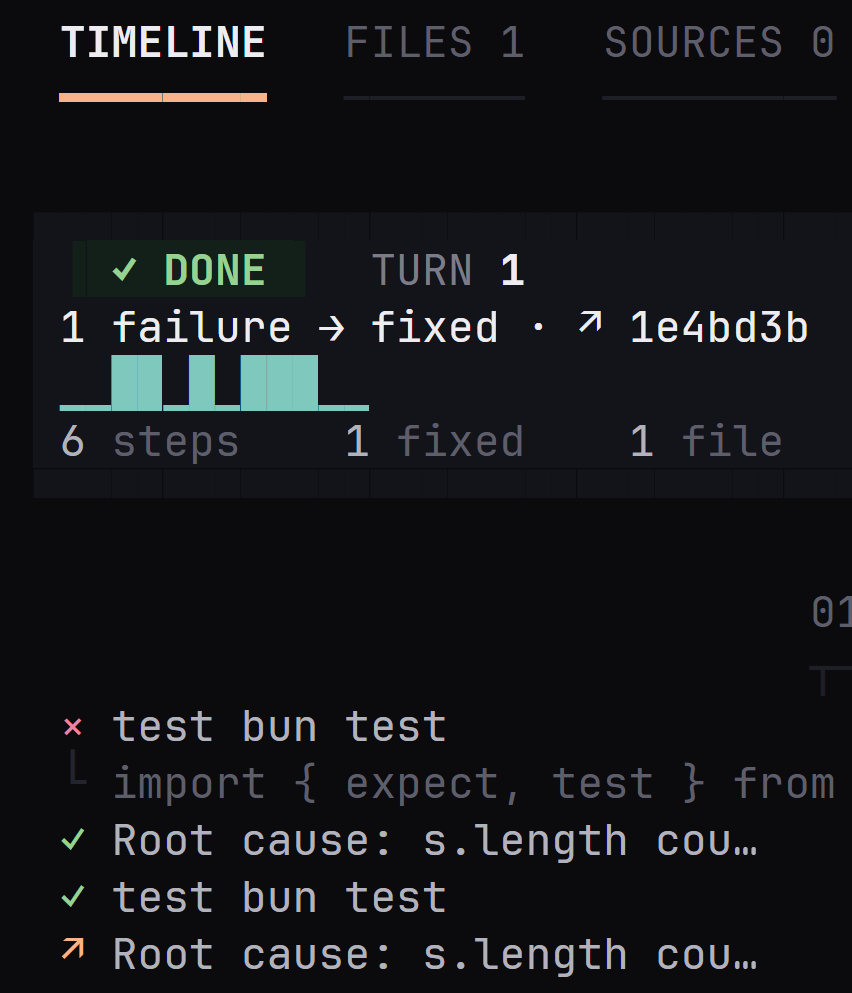 TIMELINE FILES 1 SOURCES 0
✓ DONE TURN 1
1 failure → fixed · ↗ 1e4bd3b
6 steps 1 fixed 1 file
01
× test bun test
└ import { expect, test } from
✓ Root cause: s.length cou…
✓ test bun test
↗ Root cause: s.length cou…